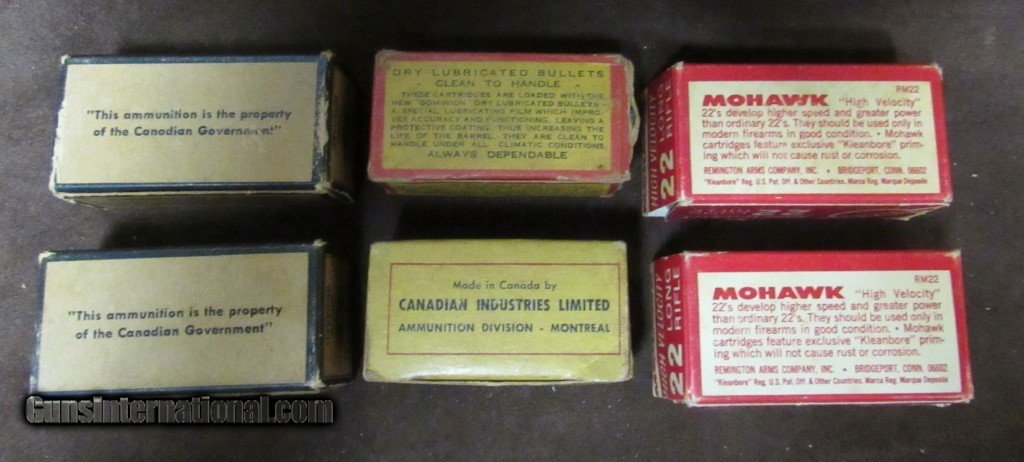 "This ammunition is the property
of the Canadian Government"
DRY LUBRICATED BULLETS
CLEAN TO HANDLE -
THESE CARTRIDGES ARE LOADED WITH THE
NEW "DOMINION" DRY LUBRICATED BULLETS.-
A SPECIAL LUBRICATING FILM WHICH IMPRO-
VES ACCURACY AND FUNCTIONING, LEAVING A
PROTECTIVE COATING, THUS INCREASING THE
LIFE OF THE BARREL. THEY ARE CLEAN TO
HANDLE UNDER ALL CLIMATIC CONDITIONS
ALWAYS DEPENDABLE
HIGH VELOCITY
22
RIFLE
RM22
MOHAWK "High Velocity"
22's develop higher speed and greater power
than ordinary 22's. They should be used only in
modern firearms in good condition. • Mohawk
cartridges feature exclusive "Kleanbore" prim-
ing which will not cause rust or corrosion.
REMINGTON ARMS COMPANY, INC. • BRIDGEPORT, CONN. 06602
"Kleanbore" Reg. U.S. Pat. Off. & Other Countries. Marca Reg. Marque Deposée
"This ammunition is the property
of the Canadian Government"
Made in Canada by
CANADIAN INDUSTRIES LIMITED
AMMUNITION DIVISION - MONTREAL
HIGH VELOCITY
22 LONG
RIFLE
RM22
MOHAWK "High Velocity"
22's develop higher speed and greater power
than ordinary 22's. They should be used only in
modern firearms in good condition. • Mohawk
cartridges feature exclusive "Kleanbore" prim-
ing which will not cause rust or corrosion.
REMINGTON ARMS COMPANY, INC. • BRIDGEPORT, CONN. 06602
"Kleanbore" Reg. U.S. Pat. Off. & Other Countries. Marca Reg. Marque Deposée
GunsInternational.com